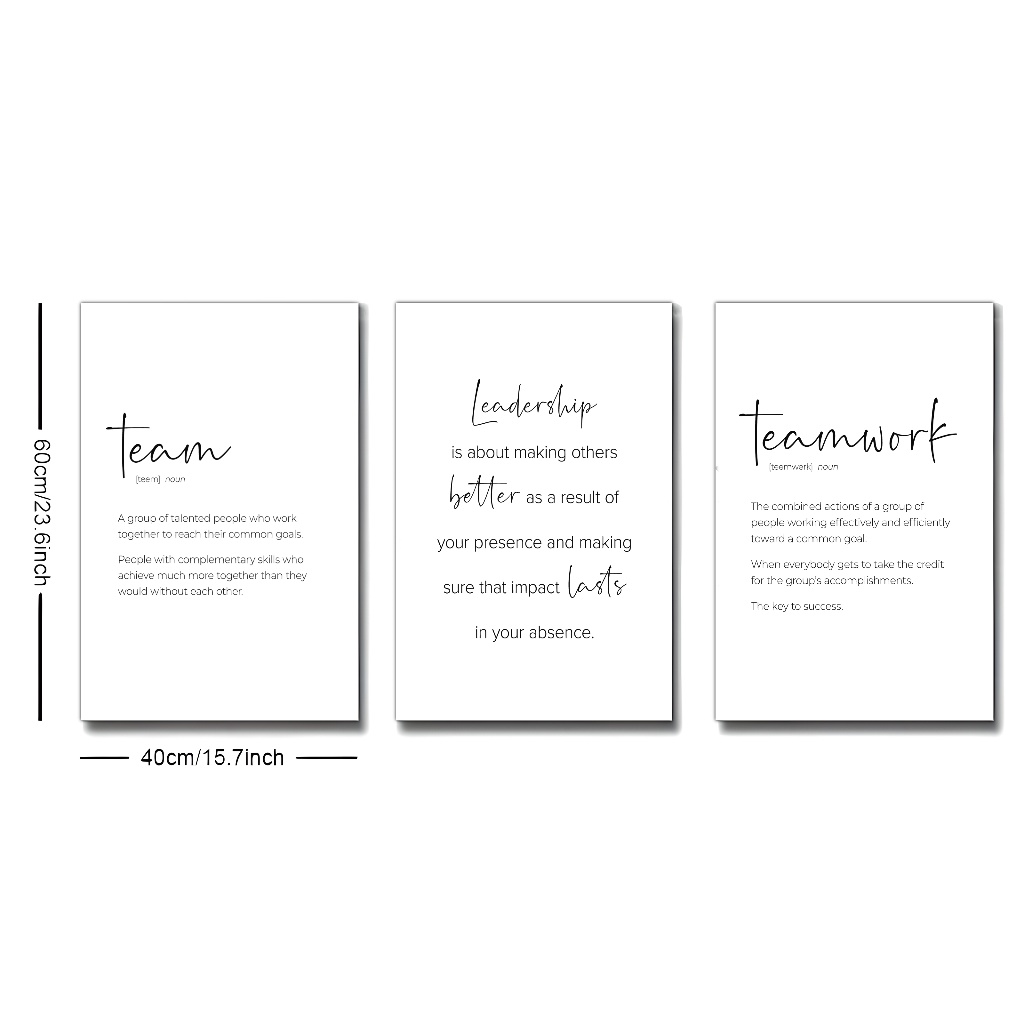 60cm/23.6inch
team
[teem] noun
A group of talented people who work
together to reach their common goals.
People with complementary skills who
achieve much more together than they
would without each other.
40cm/15.7inch
Leadership
is about making others
better as a result of
your presence and making
sure that impact lasts
in your absence.
teamwork
[teemwerk] noun
The combined actions of a group of
people working effectively and efficiently
toward a common goal.
When everybody gets to take the credit
for the group's accomplishments.
The key to success.